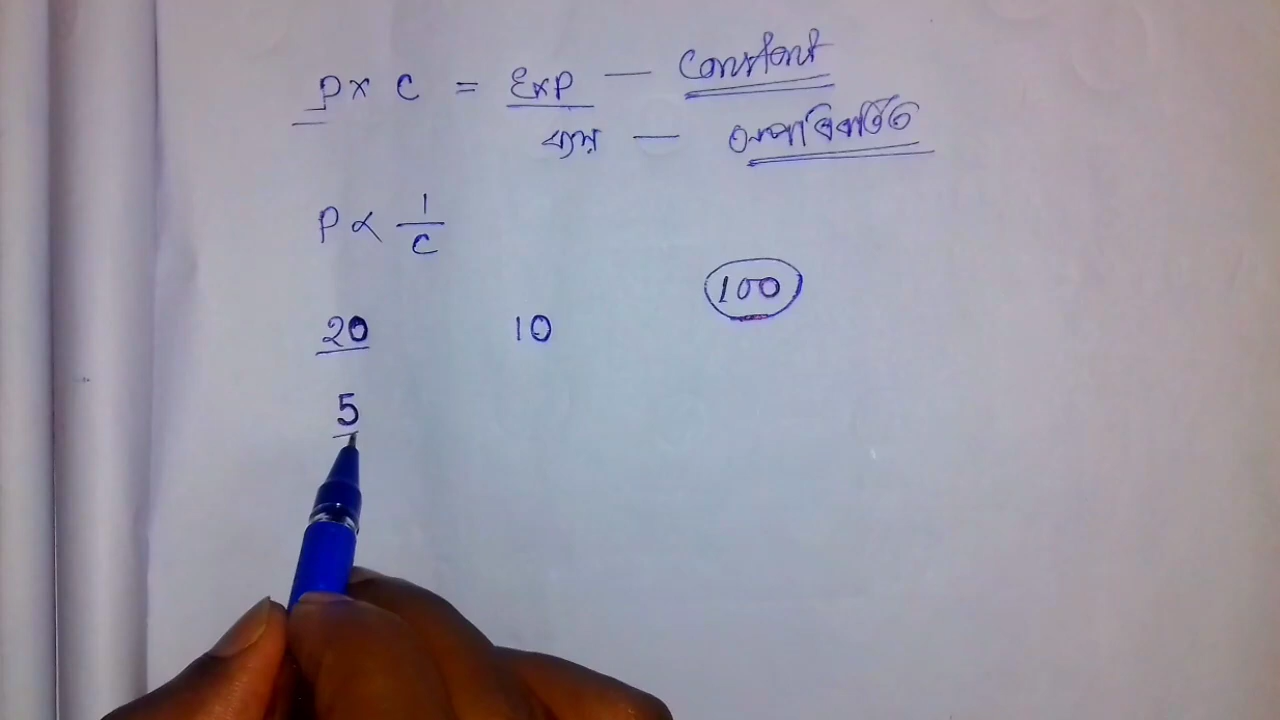 P × C = Exp — Constant
ব্যয় — অপরিবর্তিত
P ∝ 1/C
100
20 10
5